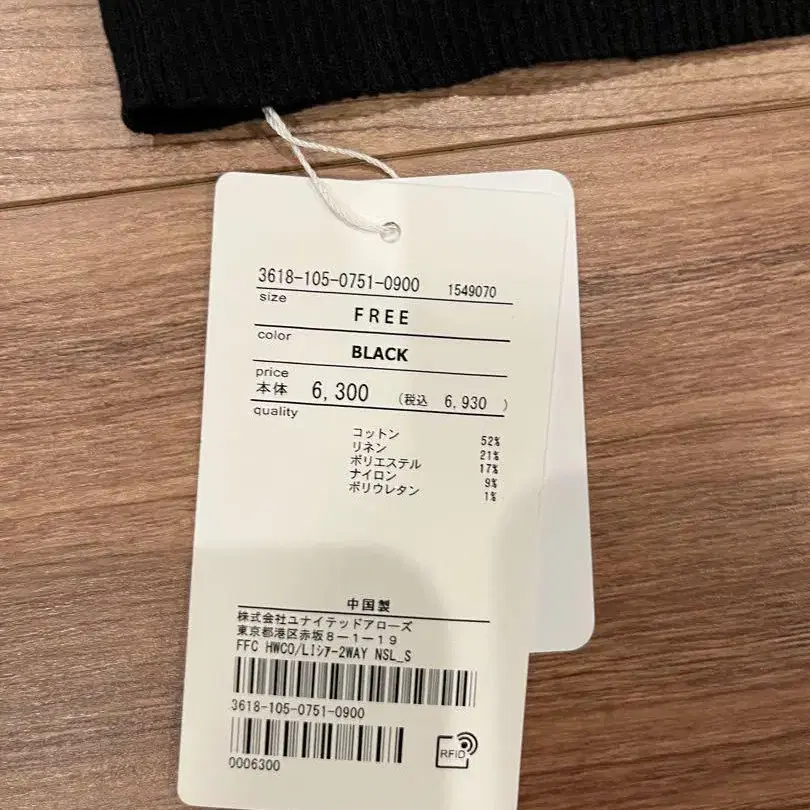 3618-105-0751-0900 1549070
size
FREE
color
BLACK
price
本体 6,300 (税込 6,930 )
quality
コットン 52%
リネン 21%
ポリエステル 17%
ナイロン 9%
ポリウレタン 1%
中国製
株式会社ユナイテッドアローズ
東京都港区赤坂8-1-19
FFC HWCO/LIシアー2WAY NSL_S
3618-105-0751-0900
0006300
RFID